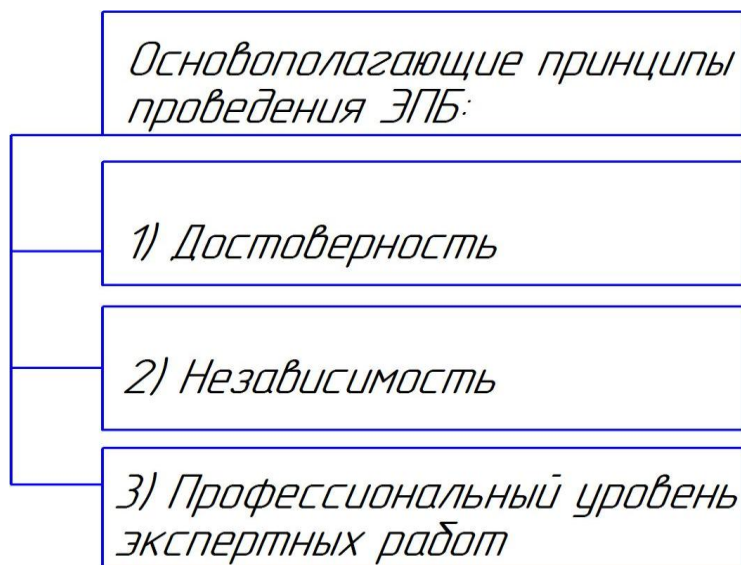 Основополагающие принципы
проведения ЭПБ:
1) Достоверность
2) Независимость
3) Профессиональный уровень
экспертных работ